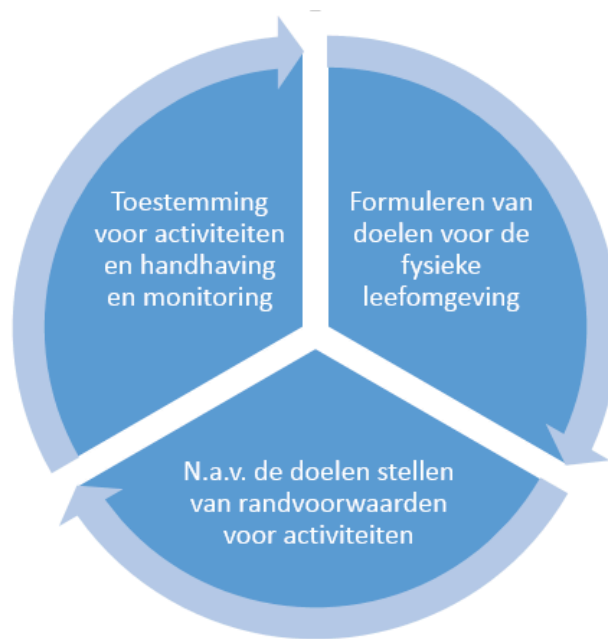 Toestemming
voor activiteiten
en handhaving
en monitoring
Formuleren van
doelen voor de
fysieke
leefomgeving
N.a.v. de doelen stellen
van randvoorwaarden
voor activiteiten